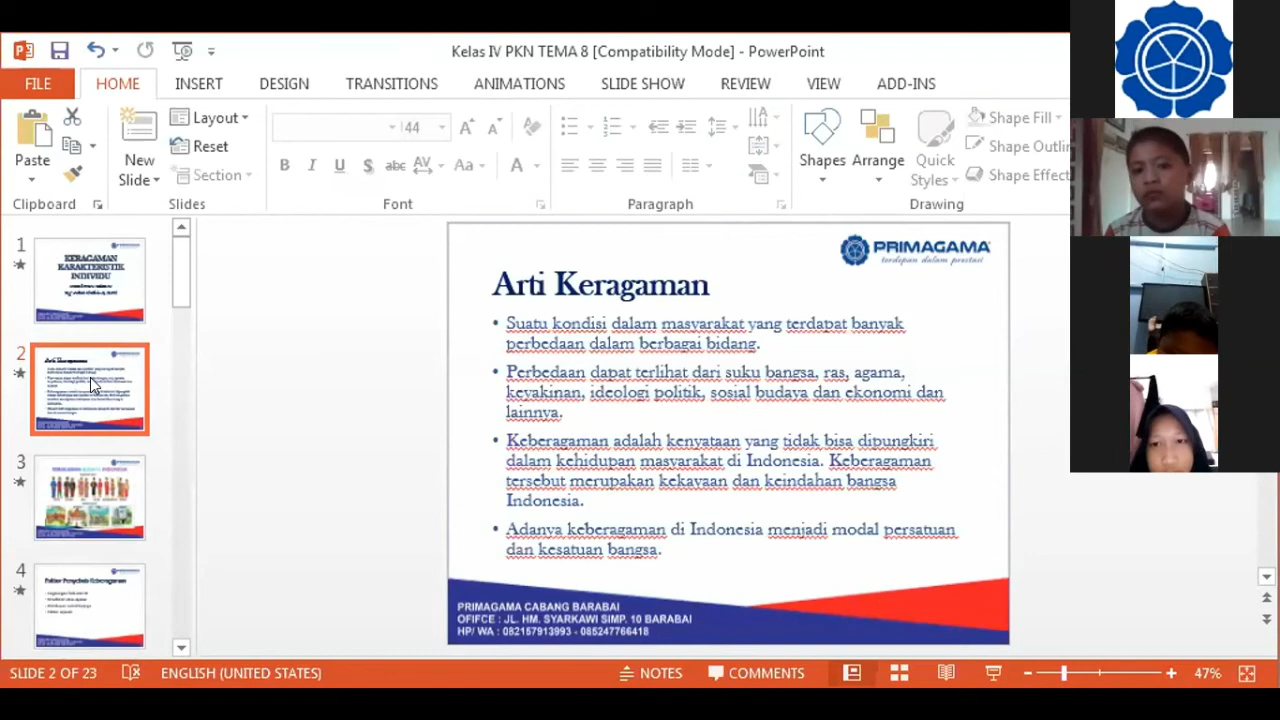 Kelas IV PKN TEMA 8 [Compatibility Mode] - PowerPoint
FILE HOME INSERT DESIGN TRANSITIONS ANIMATIONS SLIDE SHOW REVIEW VIEW ADD-INS
Paste
New Slide
Layout
Reset
Section
44
Shapes
Arrange
Quick Styles
Shape Fill
Shape Outli
Shape Effect
Clipboard Slides Font Paragraph Drawing
1
KERAGAMAN
KARAKTERISTIK
INDIVIDU
2
Arti Keragaman
3
4
Faktor Penyebab Keberagaman
PRIMAGAMA
terdepan dalam prestasi
Arti Keragaman
• Suatu kondisi dalam masyarakat yang terdapat banyak
perbedaan dalam berbagai bidang.
• Perbedaan dapat terlihat dari suku bangsa, ras, agama,
keyakinan, ideologi politik, sosial budaya dan ekonomi dan
lainnya.
• Keberagaman adalah kenyataan yang tidak bisa dipungkiri
dalam kehidupan masyarakat di Indonesia. Keberagaman
tersebut merupakan kekayaan dan keindahan bangsa
Indonesia.
• Adanya keberagaman di Indonesia menjadi modal persatuan
dan kesatuan bangsa.
PRIMAGAMA CABANG BARABAI
OFIFCE : JL. HM. SYARKAWI SIMP. 10 BARABAI
HP/ WA : 082157913993 - 085247766418
SLIDE 2 OF 23 ENGLISH (UNITED STATES) NOTES COMMENTS 47%